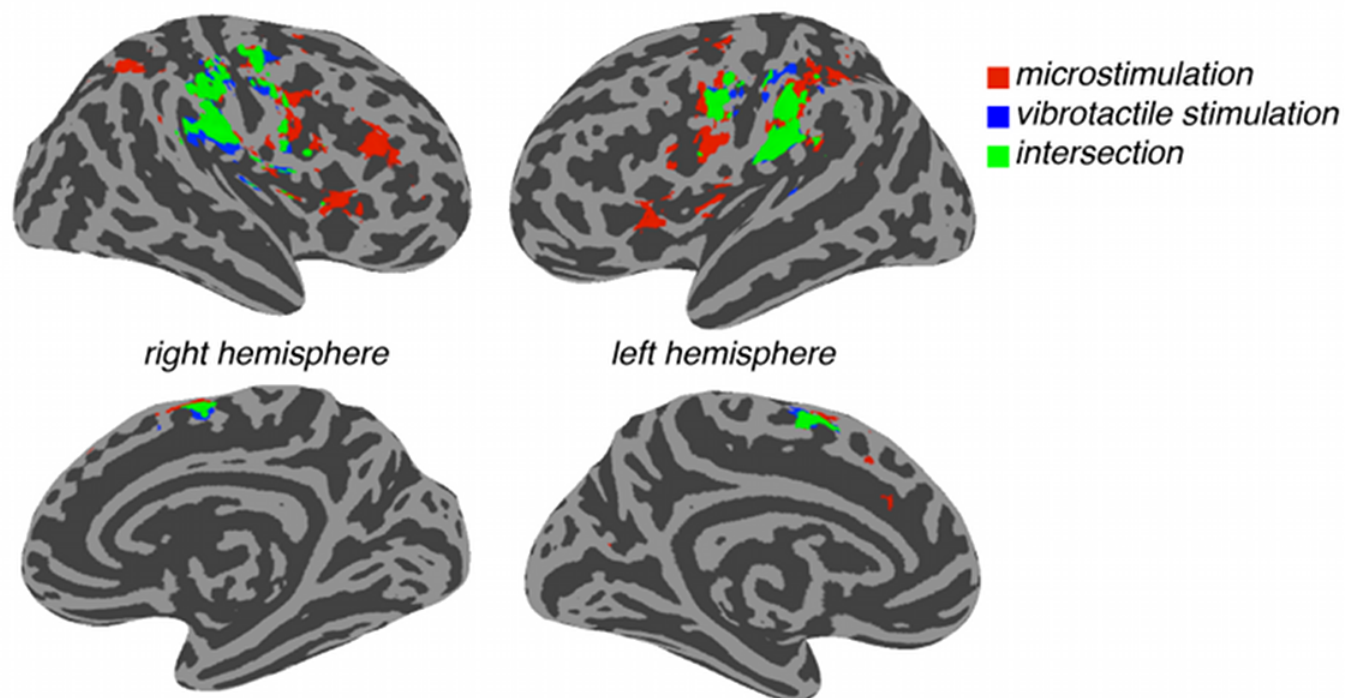 microstimulation
vibrotactile stimulation
intersection
right hemisphere
left hemisphere